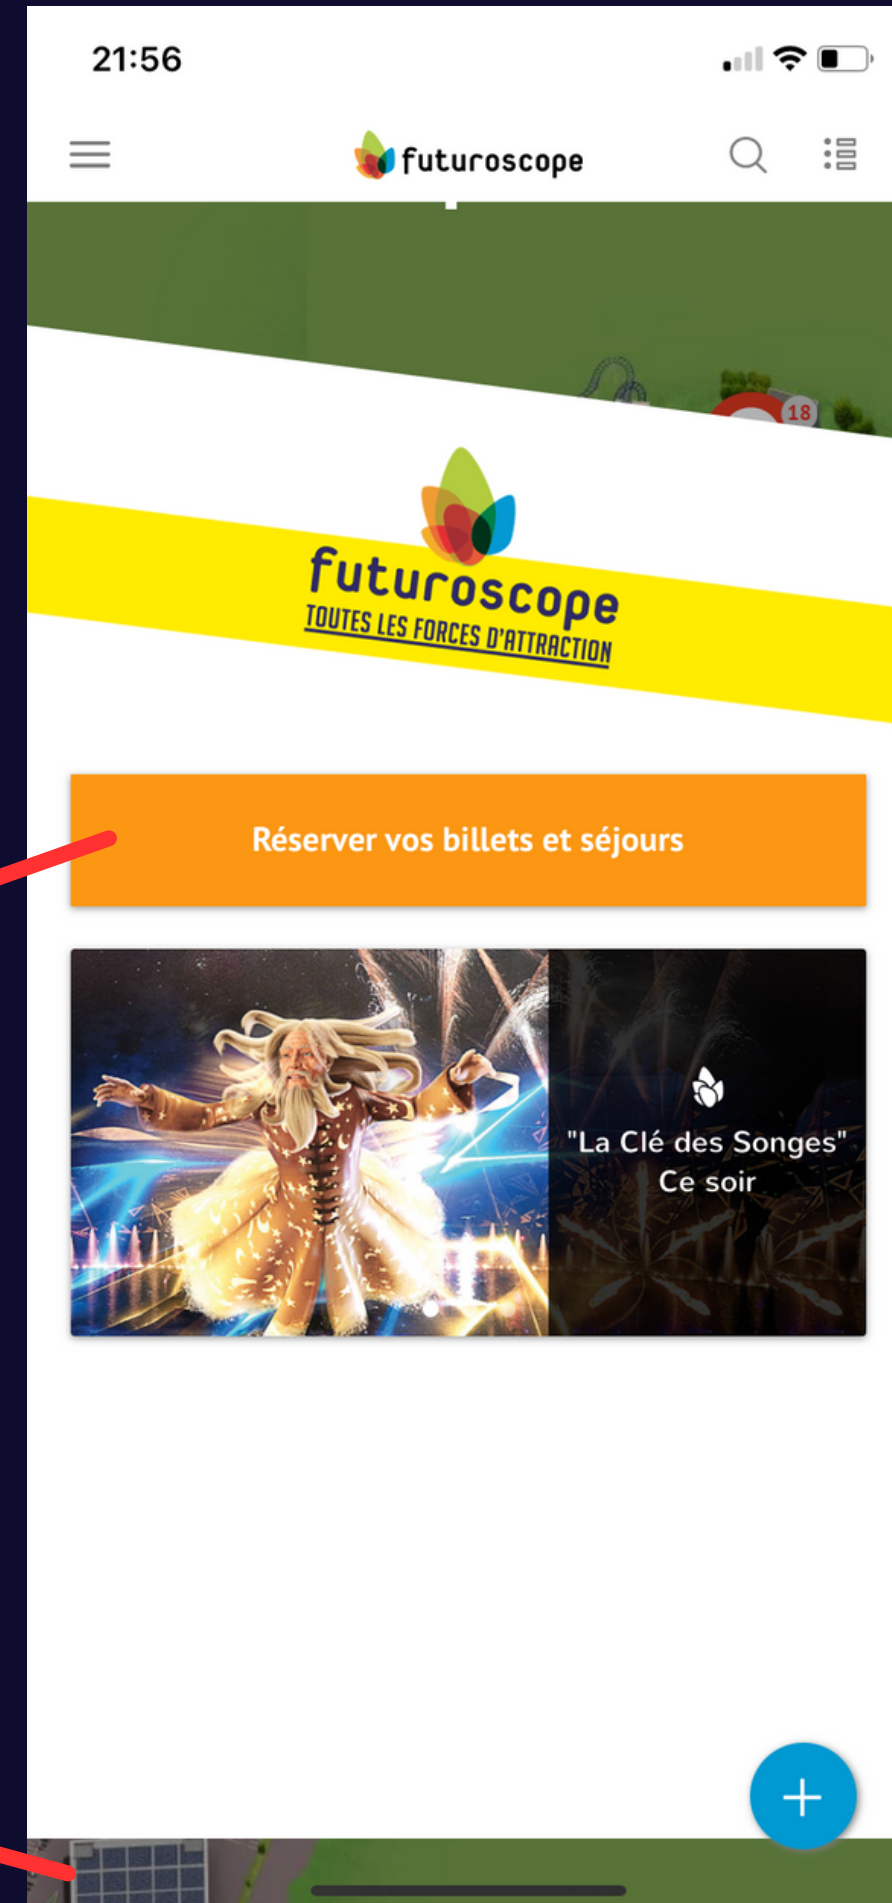 21:56
futuroscope
18
futuroscope
TOUTES LES FORCES D'ATTRACTION
Réserver vos billets et séjours
"La Clé des Songes"
Ce soir